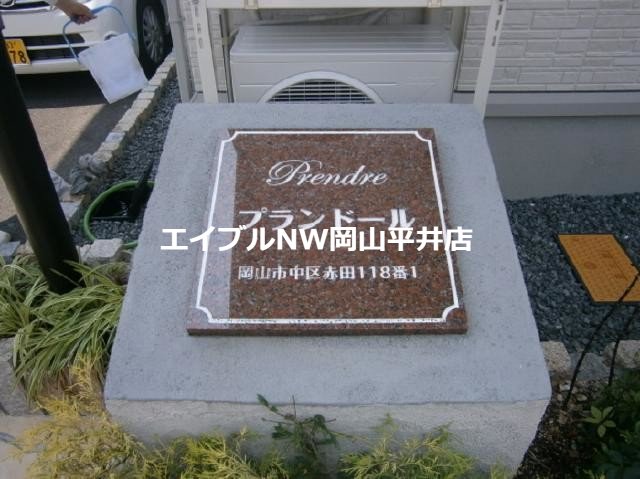 78
Prendre
プランドール
エイブルNW岡山平井店
岡山市中区赤田118番1